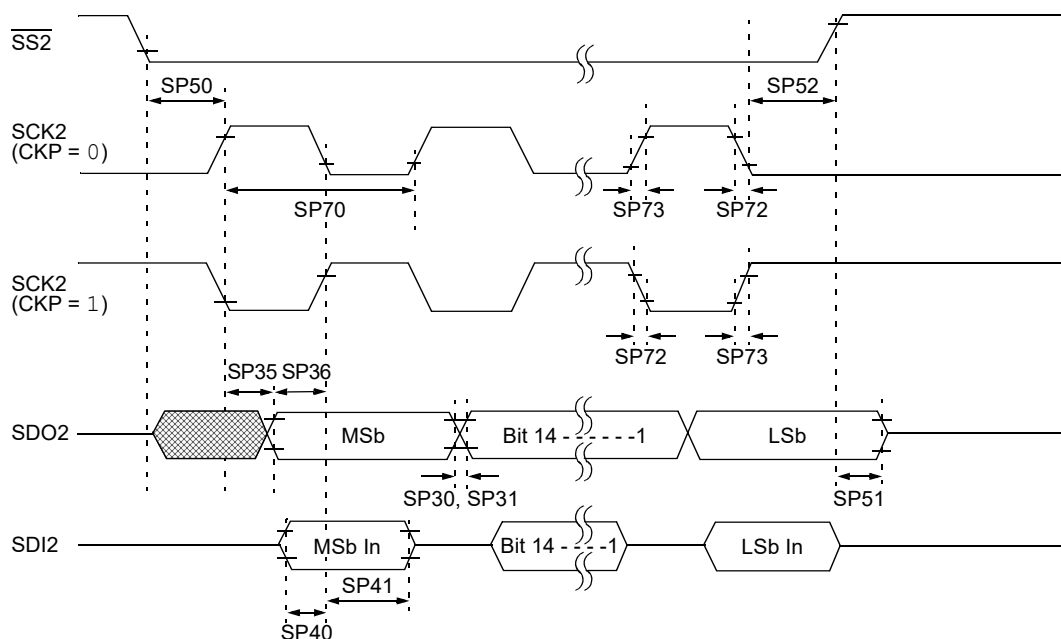 SS2
SP50
SP52
SCK2
(CKP = 0)
SP70
SP73
SP72
SCK2
(CKP = 1)
SP72
SP73
SP35
SP36
SDO2
MSb
Bit 14 - - - - - -1
LSb
SP30, SP31
SP51
SDI2
MSb In
Bit 14 - - - -1
LSb In
SP41
SP40